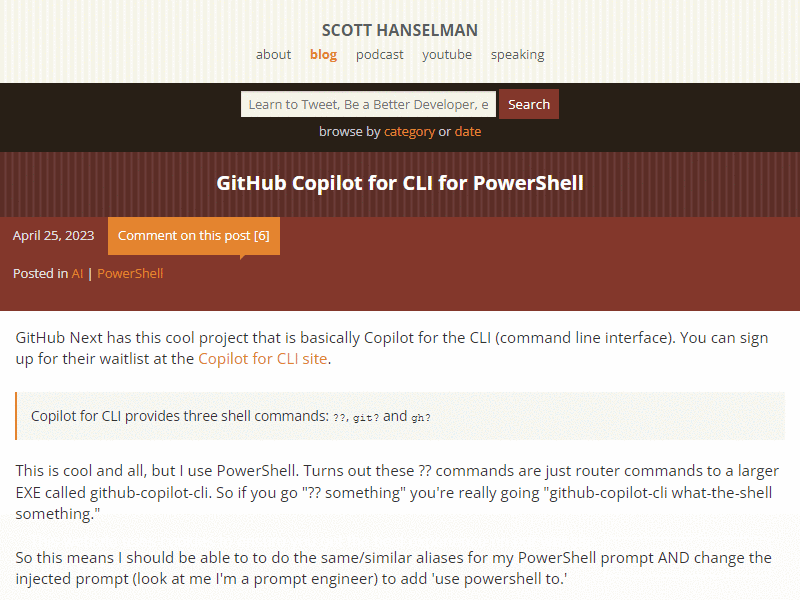 SCOTT HANSELMAN
about blog podcast youtube speaking
Learn to Tweet, Be a Better Developer, e Search
browse by category or date
GitHub Copilot for CLI for PowerShell
April 25, 2023 Comment on this post [6]
Posted in AI | PowerShell
GitHub Next has this cool project that is basically Copilot for the CLI (command line interface). You can sign
up for their waitlist at the Copilot for CLI site.
Copilot for CLI provides three shell commands: ??, git? and gh?
This is cool and all, but I use PowerShell. Turns out these ?? commands are just router commands to a larger
EXE called github-copilot-cli. So if you go "?? something" you're really going "github-copilot-cli what-the-shell
something."
So this means I should be able to to do the same/similar aliases for my PowerShell prompt AND change the
injected prompt (look at me I'm a prompt engineer) to add 'use powershell to.'